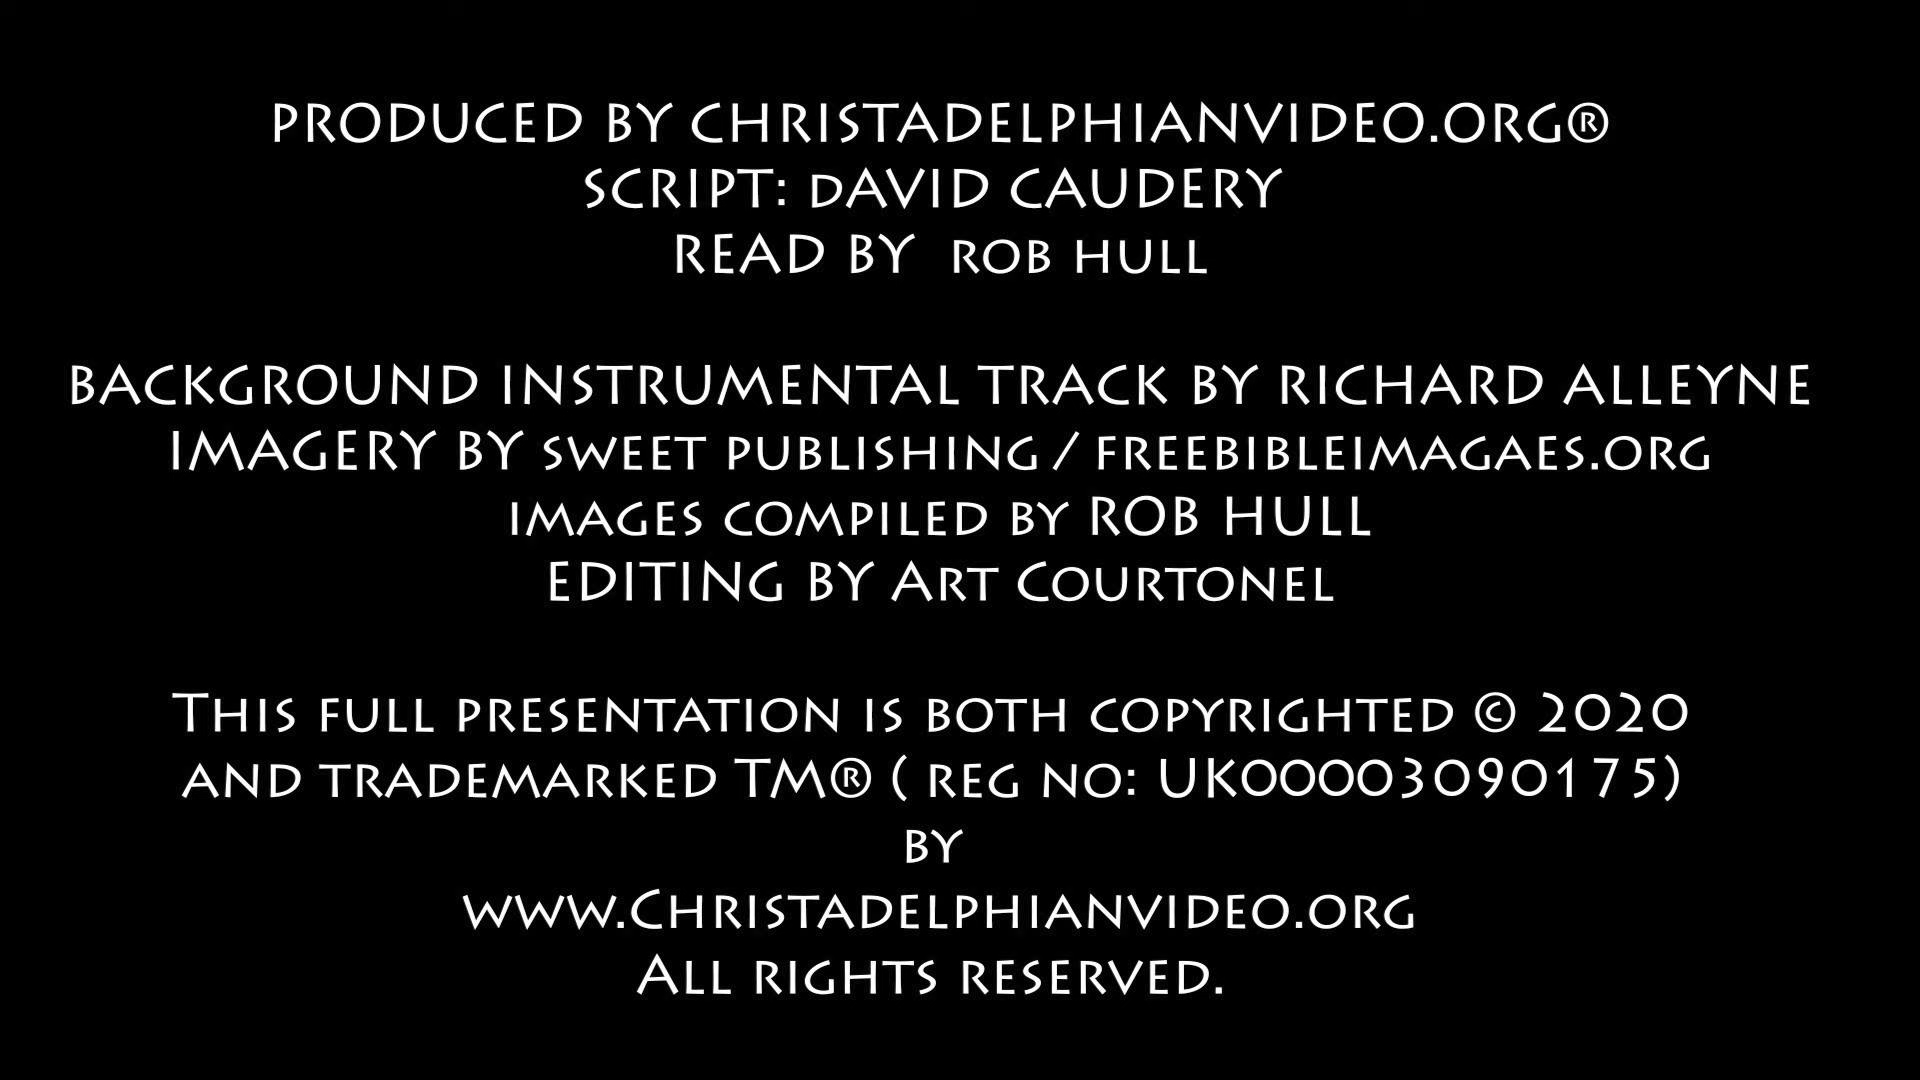 PRODUCED BY CHRISTADELPHIANVIDEO.ORG®
SCRIPT: dAVID CAUDERY
READ BY rob hull
BACKGROUND INSTRUMENTAL TRACK BY RICHARD ALLEYNE
IMAGERY BY sweet publishing / freebibleimagaes.org
images compiled by ROB HULL
EDITING BY Art Courtonel
This full presentation is both copyrighted © 2020
and trademarked TM® ( reg no: UK00003090175)
by
www.Christadelphianvideo.org
All rights reserved.